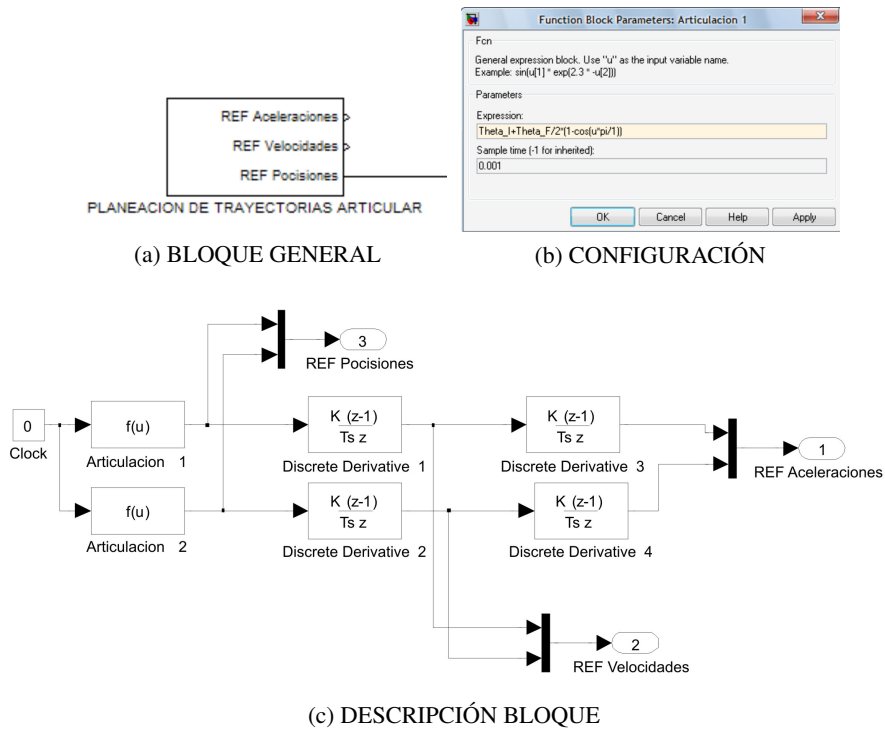 REF Aceleraciones
REF Velocidades
REF Pocisiones
PLANEACION DE TRAYECTORIAS ARTICULAR
(a) BLOQUE GENERAL
Function Block Parameters: Articulacion 1
Fcn
General expression block. Use "u" as the input variable name.
Example: sin(u[1] * exp(2.3 * -u[2]))
Parameters
Expression:
Theta_I+Theta_F/2*(1-cos(u*pi/1))
Sample time (-1 for inherited):
0.001
OK Cancel Help Apply
(b) CONFIGURACIÓN
3
REF Pocisiones
0
Clock
f(u)
Articulacion 1
K (z-1)
Ts z
Discrete Derivative 1
K (z-1)
Ts z
Discrete Derivative 3
1
REF Aceleraciones
f(u)
Articulacion 2
K (z-1)
Ts z
Discrete Derivative 2
K (z-1)
Ts z
Discrete Derivative 4
2
REF Velocidades
(c) DESCRIPCIÓN BLOQUE